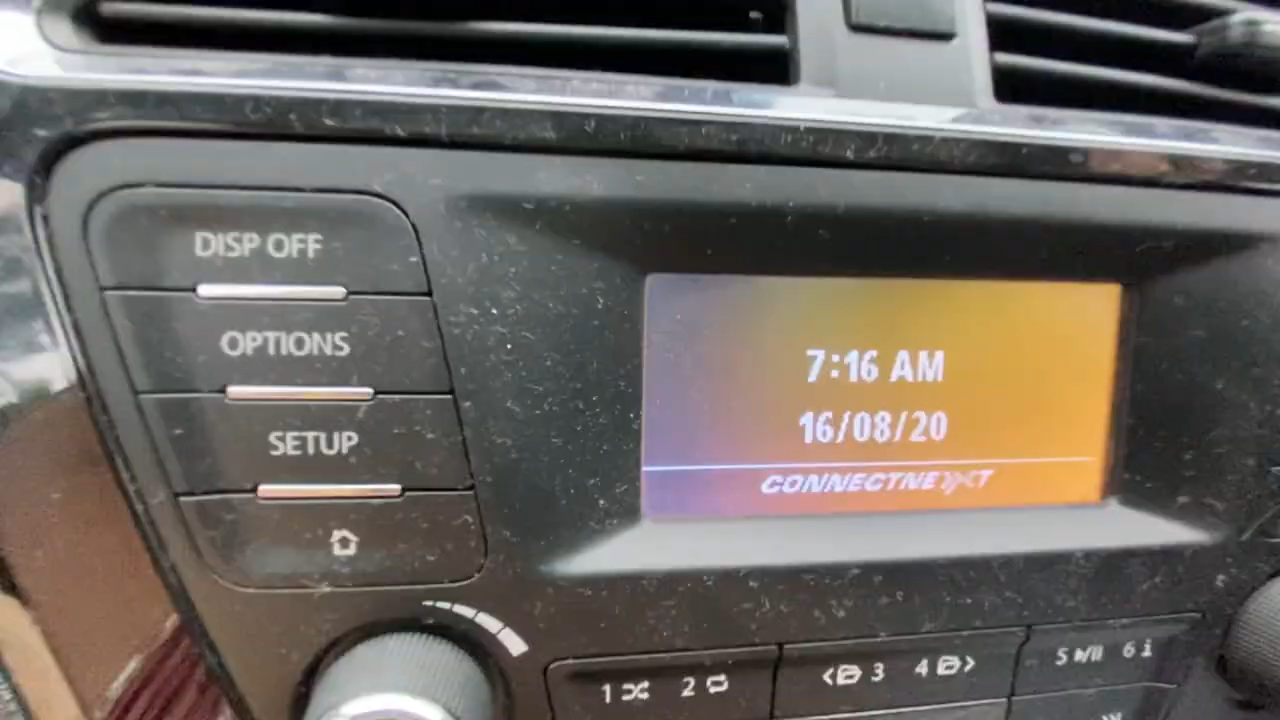 DISP OFF
OPTIONS
SETUP
7:16 AM
16/08/20
CONNECTNEXT
1 2
3 4
5 6 i